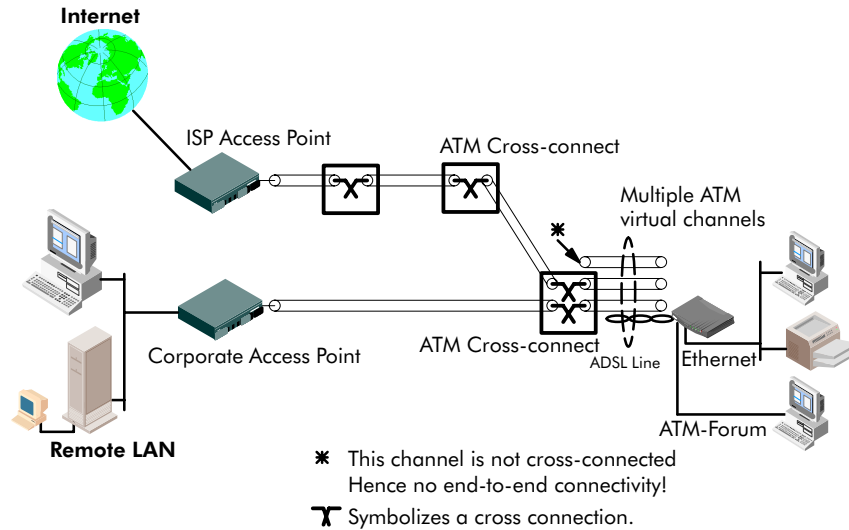 Internet
ISP Access Point
ATM Cross-connect
Multiple ATM
virtual channels
*
Corporate Access Point
ATM Cross-connect
ADSL Line
Ethernet
Remote LAN
ATM-Forum
* This channel is not cross-connected
Hence no end-to-end connectivity!
Symbolizes a cross connection.